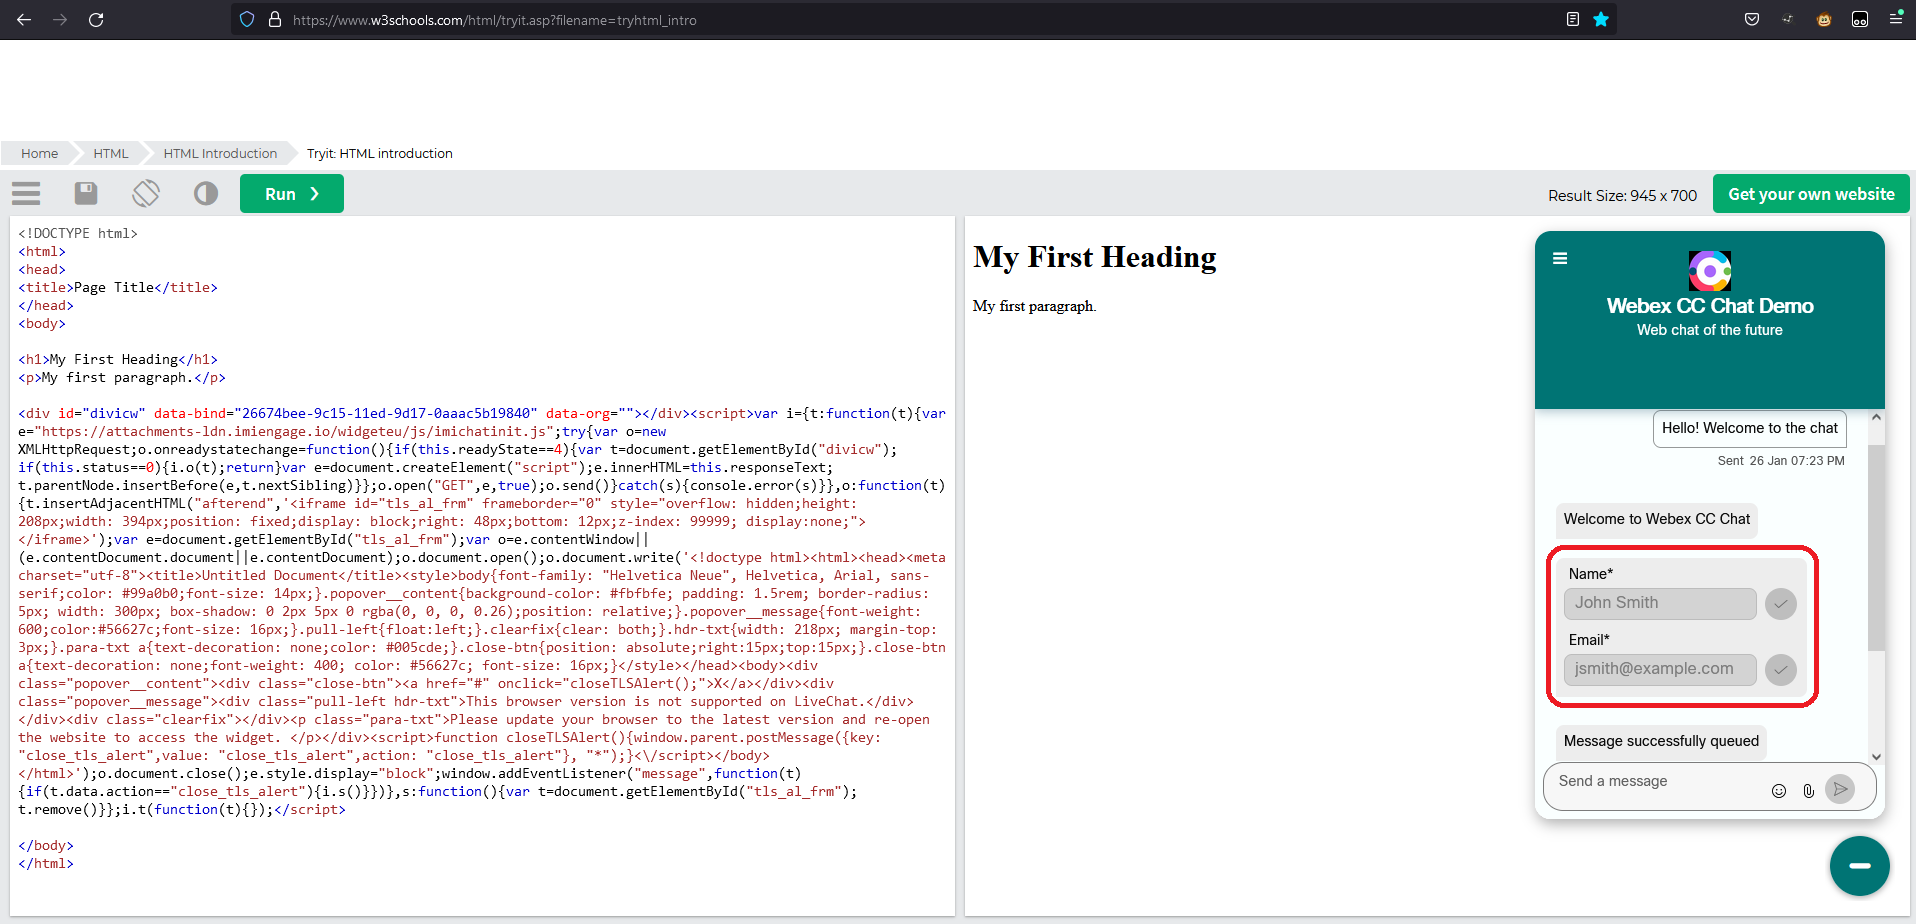 https://www.w3schools.com/html/tryit.asp?filename=tryhtml_intro
Home
HTML
HTML Introduction
Tryit: HTML introduction
Run ❯
Result Size: 945 x 700
Get your own website
<!DOCTYPE html>
<html>
<head>
<title>Page Title</title>
</head>
<body>
<h1>My First Heading</h1>
<p>My first paragraph.</p>
<div id="divicw" data-bind="26674bee-9c15-11ed-9d17-0aaac5b19840" data-org=""></div><script>var i={t:function(t){var
e="https://attachments-ldn.imiengage.io/widgeteu/js/imichatinit.js";try{var o=new
XMLHttpRequest;o.onreadystatechange=function(){if(this.readyState==4){var t=document.getElementById("divicw");
if(this.status==0){i.o(t);return}var e=document.createElement("script");e.innerHTML=this.responseText;
t.parentNode.insertBefore(e,t.nextSibling)}};o.open("GET",e,true);o.send()}catch(s){console.error(s)}},o:function(t)
{t.insertAdjacentHTML("afterend",'<iframe id="tls_al_frm" frameborder="0" style="overflow: hidden;height:
208px;width: 394px;position: fixed;display: block;right: 48px;bottom: 12px;z-index: 99999; display:none;">
</iframe>');var e=document.getElementById("tls_al_frm");var o=e.contentWindow||
(e.contentDocument.document||e.contentDocument);o.document.open();o.document.write('<!doctype html><html><head><meta
charset="utf-8"><title>Untitled Document</title><style>body{font-family: "Helvetica Neue", Helvetica, Arial, sans-
serif;color: #99a0b0;font-size: 14px;}.popover__content{background-color: #fbfbfe; padding: 1.5rem; border-radius:
5px; width: 300px; box-shadow: 0 2px 5px 0 rgba(0, 0, 0, 0.26);position: relative;}.popover__message{font-weight:
600;color:#56627c;font-size: 16px;}.pull-left{float:left;}.clearfix{clear: both;}.hdr-txt{width: 218px; margin-top:
3px;}.para-txt a{text-decoration: none;color: #005cde;}.close-btn{position: absolute;right:15px;top:15px;}.close-btn
a{text-decoration: none;font-weight: 400; color: #56627c; font-size: 16px;}</style></head><body><div
class="popover__content"><div class="close-btn"><a href="#" onclick="closeTLSAlert();">X</a></div><div
class="popover__message"><div class="pull-left hdr-txt">This browser version is not supported on LiveChat.</div>
</div><div class="clearfix"></div><p class="para-txt">Please update your browser to the latest version and re-open
the website to access the widget. </p></div><script>function closeTLSAlert(){window.parent.postMessage({key:
"close_tls_alert",value: "close_tls_alert",action: "close_tls_alert"}, "*");}<\/script></body>
</html>');o.document.close();e.style.display="block";window.addEventListener("message",function(t)
{if(t.data.action=="close_tls_alert"){i.s()}})},s:function(){var t=document.getElementById("tls_al_frm");
t.remove()}};i.t(function(t){});</script>
</body>
</html>
My First Heading
My first paragraph.
Webex CC Chat Demo
Web chat of the future
Hello! Welcome to the chat
Sent 26 Jan 07:23 PM
Welcome to Webex CC Chat
Name*
John Smith
Email*
jsmith@example.com
Message successfully queued
Send a message